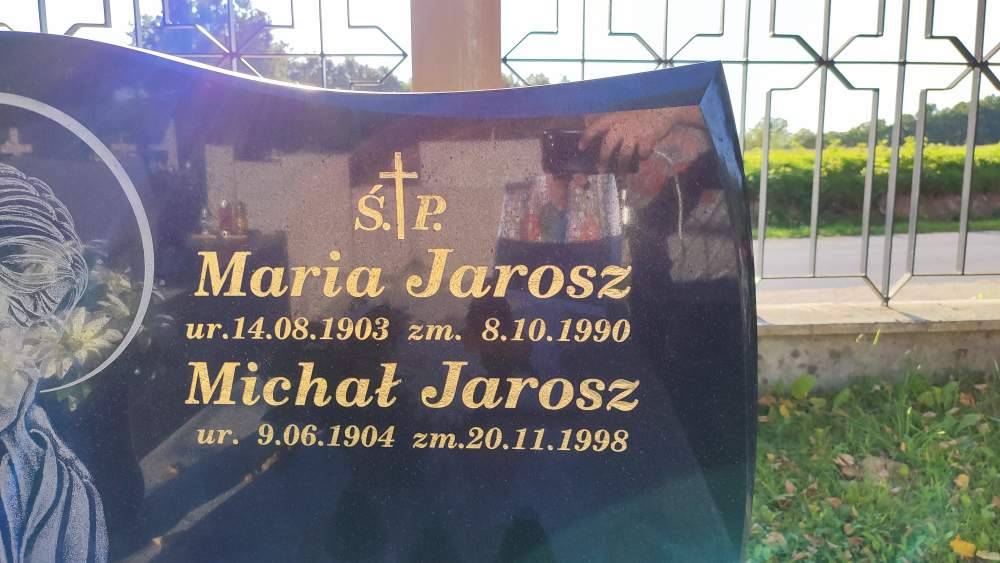 Ś. P.
Maria Jarosz
ur.14.08.1903 zm. 8.10.1990
Michał Jarosz
ur. 9.06.1904 zm.20.11.1998